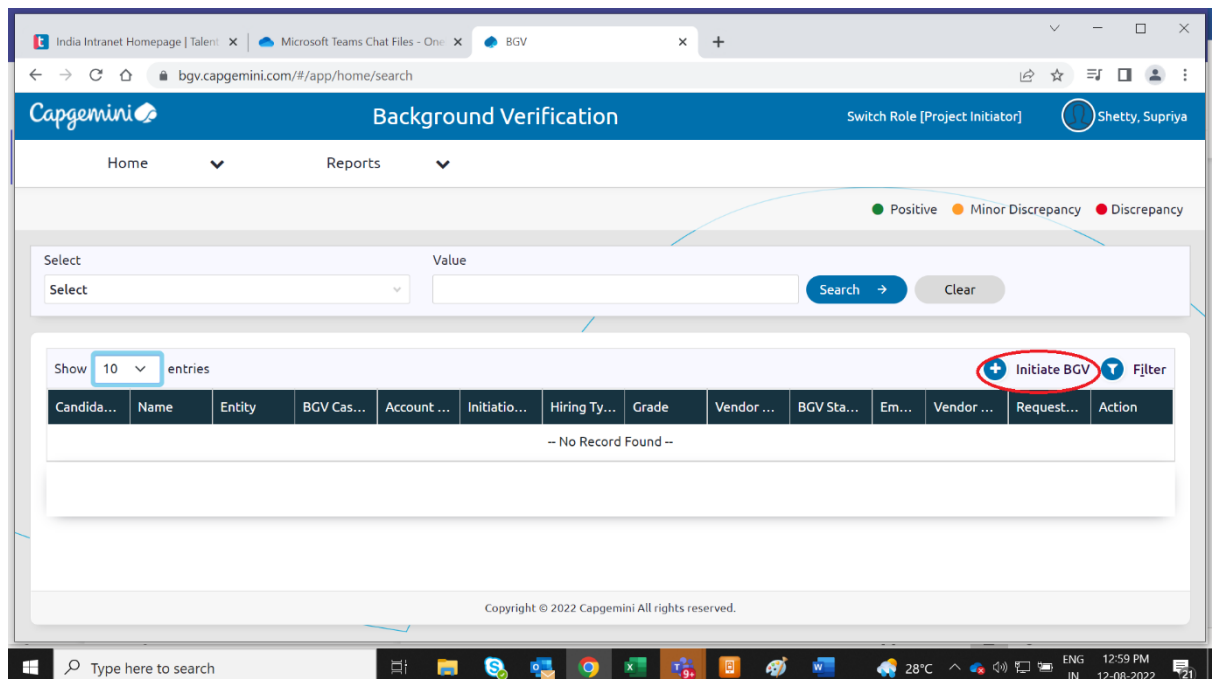 India Intranet Homepage | Talent
Microsoft Teams Chat Files - One
BGV
bgv.capgemini.com/#/app/home/search
Capgemini
Background Verification
Switch Role [Project Initiator]
Shetty, Supriya
Home
Reports
Positive
Minor Discrepancy
Discrepancy
Select
Value
Select
Search
Clear
Show 10 entries
Initiate BGV
Filter
Candida... Name Entity BGV Cas... Account ... Initiatio... Hiring Ty... Grade Vendor ... BGV Sta... Em... Vendor ... Request... Action
-- No Record Found --
Copyright © 2022 Capgemini All rights reserved.
Type here to search
28°C
ENG
IN
12:59 PM
12-08-2022